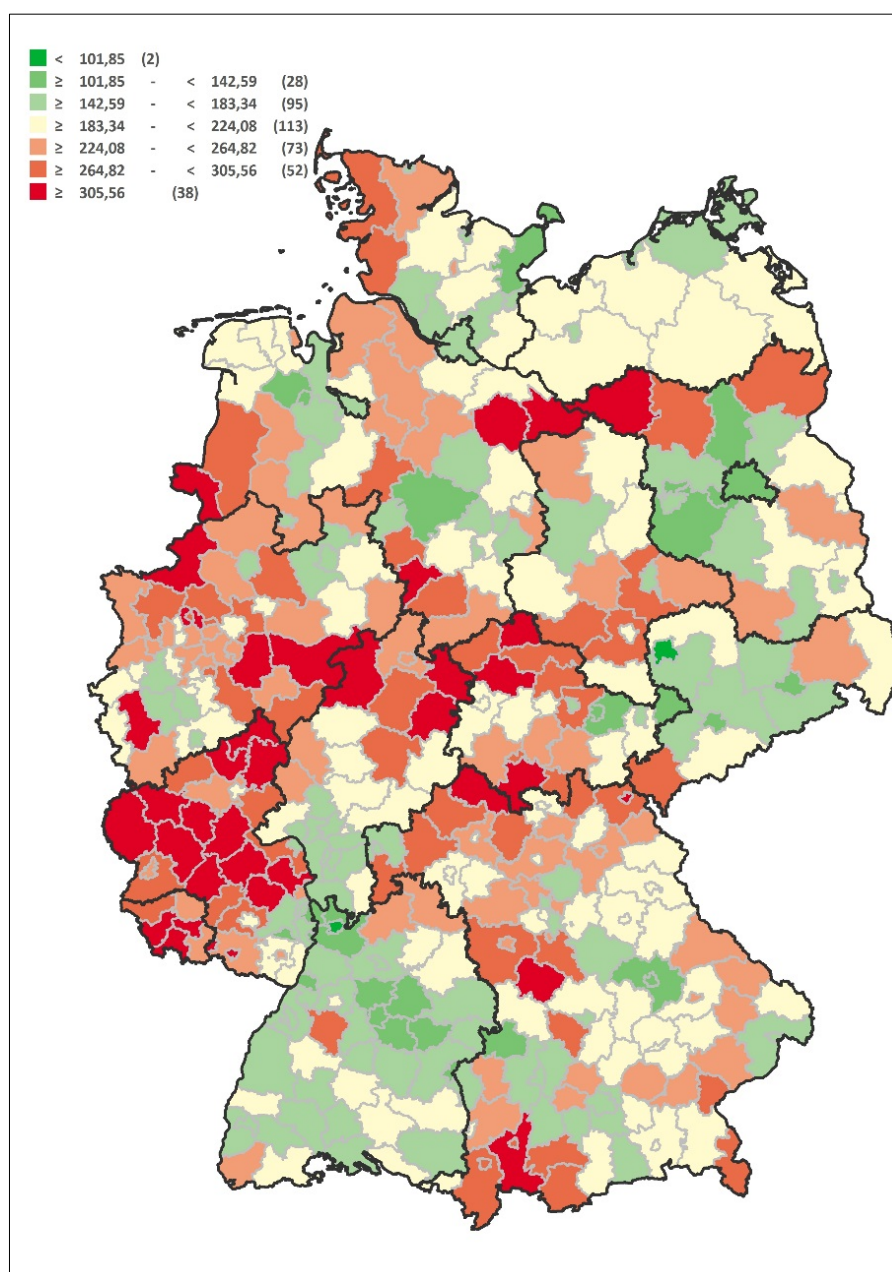 < 101,85 (2)
≥ 101,85 - < 142,59 (28)
≥ 142,59 - < 183,34 (95)
≥ 183,34 - < 224,08 (113)
≥ 224,08 - < 264,82 (73)
≥ 264,82 - < 305,56 (52)
≥ 305,56 (38)